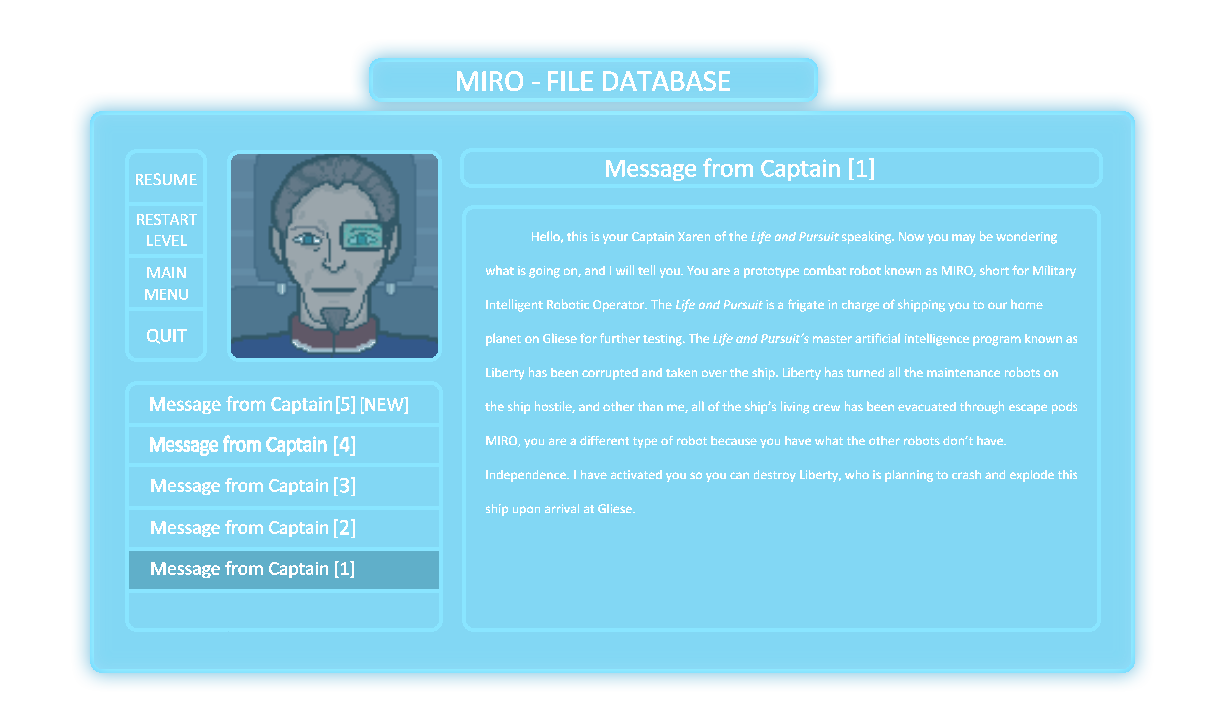 MIRO - FILE DATABASE
RESUME
RESTART
LEVEL
MAIN
MENU
QUIT
Message from Captain [5] [NEW]
Message from Captain [4]
Message from Captain [3]
Message from Captain [2]
Message from Captain [1]
Message from Captain [1]
Hello, this is your Captain Xaren of the Life and Pursuit speaking. Now you may be wondering
what is going on, and I will tell you. You are a prototype combat robot known as MIRO, short for Military
Intelligent Robotic Operator. The Life and Pursuit is a frigate in charge of shipping you to our home
planet on Gliese for further testing. The Life and Pursuit’s master artificial intelligence program known as
Liberty has been corrupted and taken over the ship. Liberty has turned all the maintenance robots on
the ship hostile, and other than me, all of the ship’s living crew has been evacuated through escape pods
MIRO, you are a different type of robot because you have what the other robots don’t have.
Independence. I have activated you so you can destroy Liberty, who is planning to crash and explode this
ship upon arrival at Gliese.